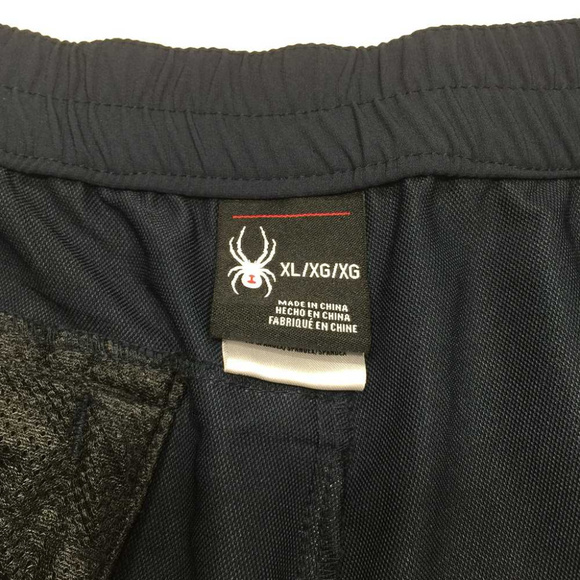 XL/XG/XG
MADE IN CHINA
HECHO EN CHINA
FABRIQUÉ EN CHINE